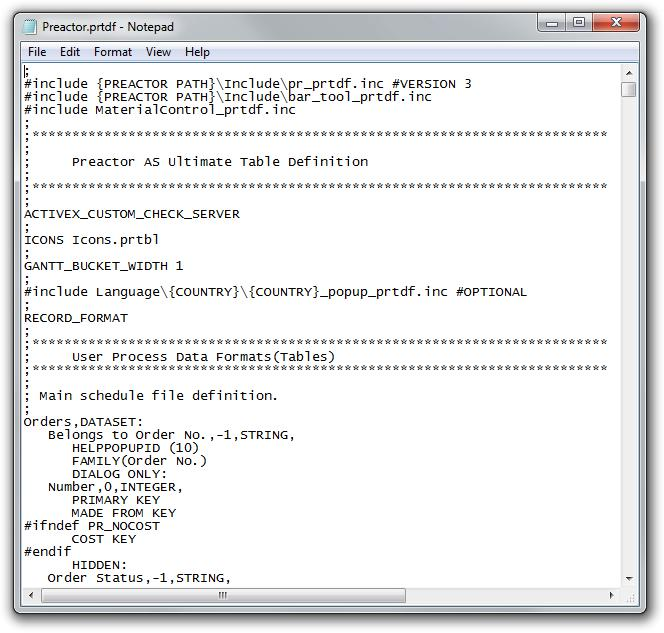 Preactor.prtdf - Notepad
File Edit Format View Help
;
#include {PREACTOR PATH}\Include\pr_prtdf.inc #VERSION 3
#include {PREACTOR PATH}\Include\bar_tool_prtdf.inc
#include MaterialControl_prtdf.inc
;
;************************************************************************
;
;     Preactor AS Ultimate Table Definition
;
;************************************************************************
;
ACTIVEX_CUSTOM_CHECK_SERVER
;
ICONS Icons.prtbl
;
GANTT_BUCKET_WIDTH 1
;
#include Language\{COUNTRY}\{COUNTRY}_popup_prtdf.inc #OPTIONAL
;
RECORD_FORMAT
;
;************************************************************************
;     User Process Data Formats(Tables)
;************************************************************************
;
; Main schedule file definition.
;
Orders,DATASET:
   Belongs to Order No.,-1,STRING,
      HELPPOPUPID (10)
      FAMILY(Order No.)
      DIALOG ONLY:
   Number,0,INTEGER,
      PRIMARY KEY
      MADE FROM KEY
#ifndef PR_NOCOST
      COST KEY
#endif
      HIDDEN:
   Order Status,-1,STRING,